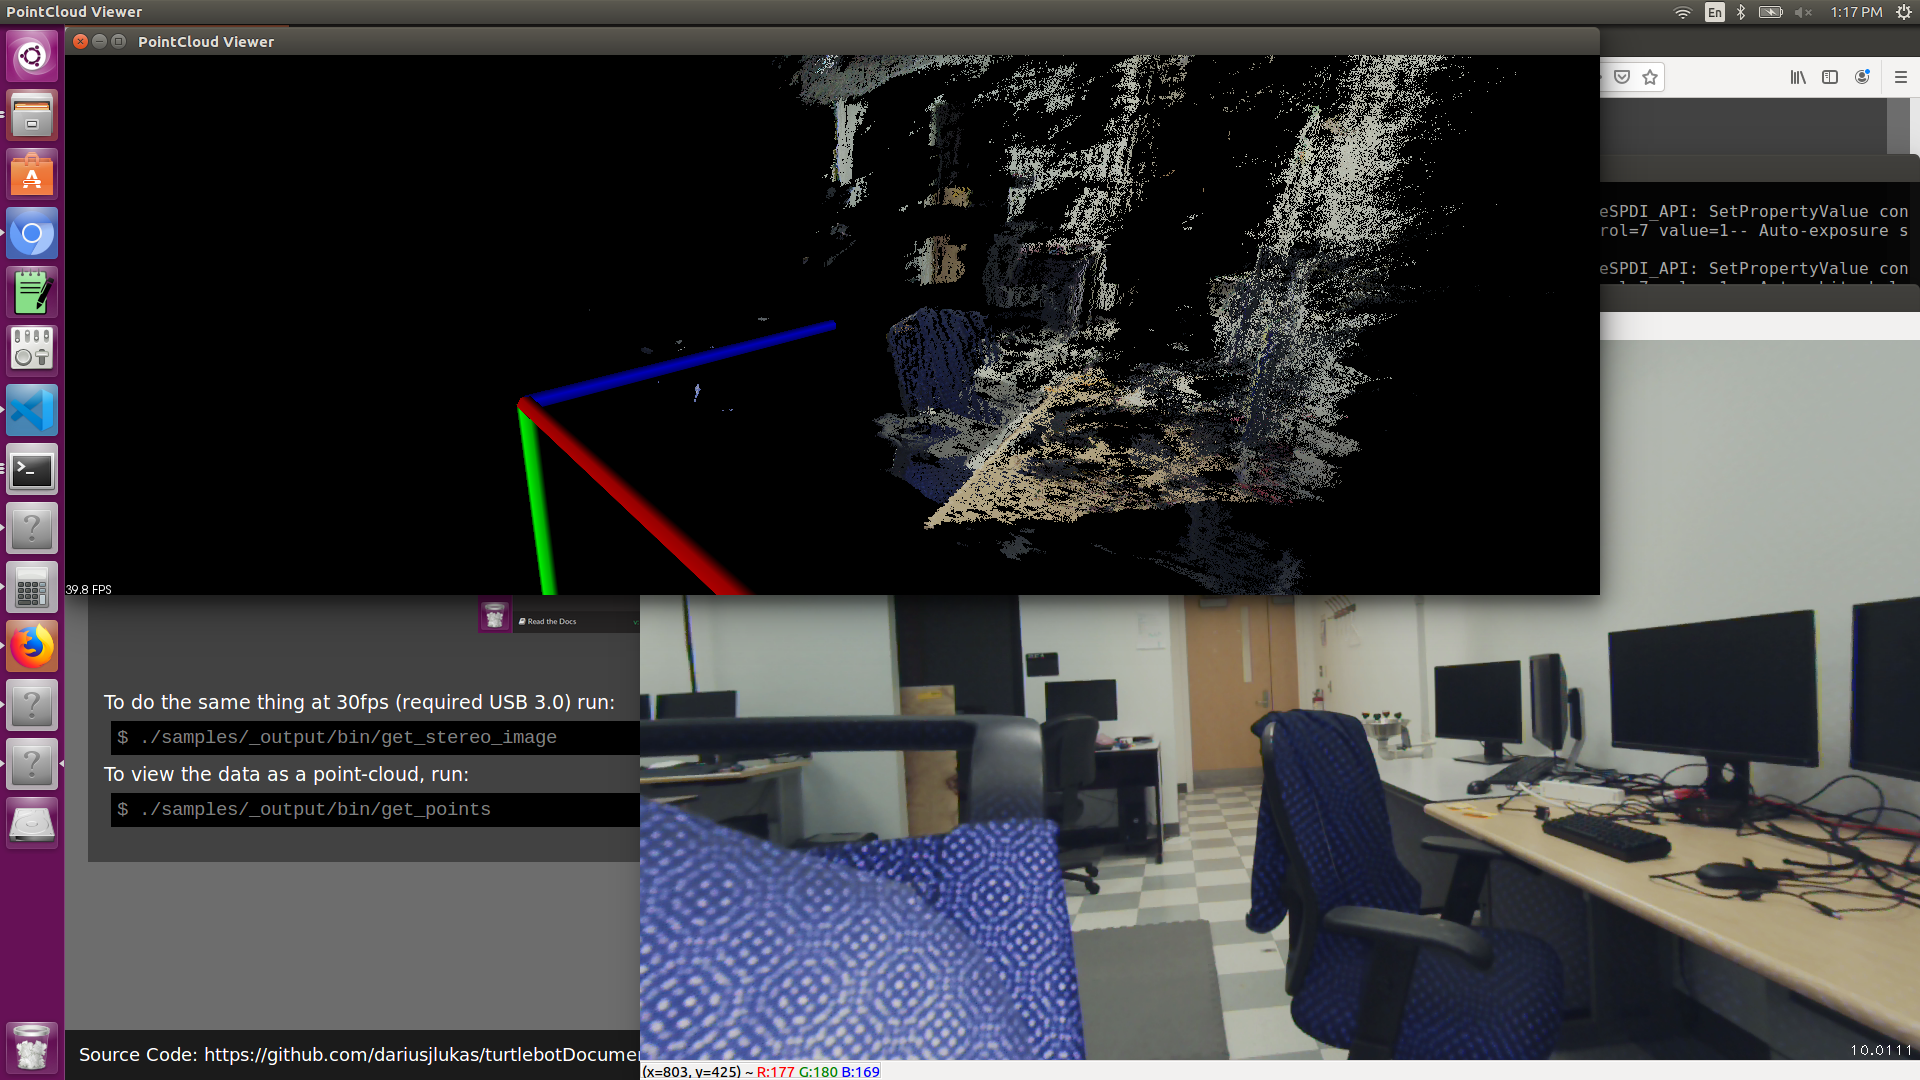 PointCloud Viewer
En
1:17 PM
PointCloud Viewer
eSPDI_API: SetPropertyValue con
rol=7 value=1-- Auto-exposure s
eSPDI_API: SetPropertyValue con
39.8 FPS
Read the Docs
To do the same thing at 30fps (required USB 3.0) run:
$ ./samples/_output/bin/get_stereo_image
To view the data as a point-cloud, run:
$ ./samples/_output/bin/get_points
Source Code: https://github.com/dariusjlukas/turtlebotDocume
10.0111
(x=803, y=425) ~ R:177 G:180 B:169